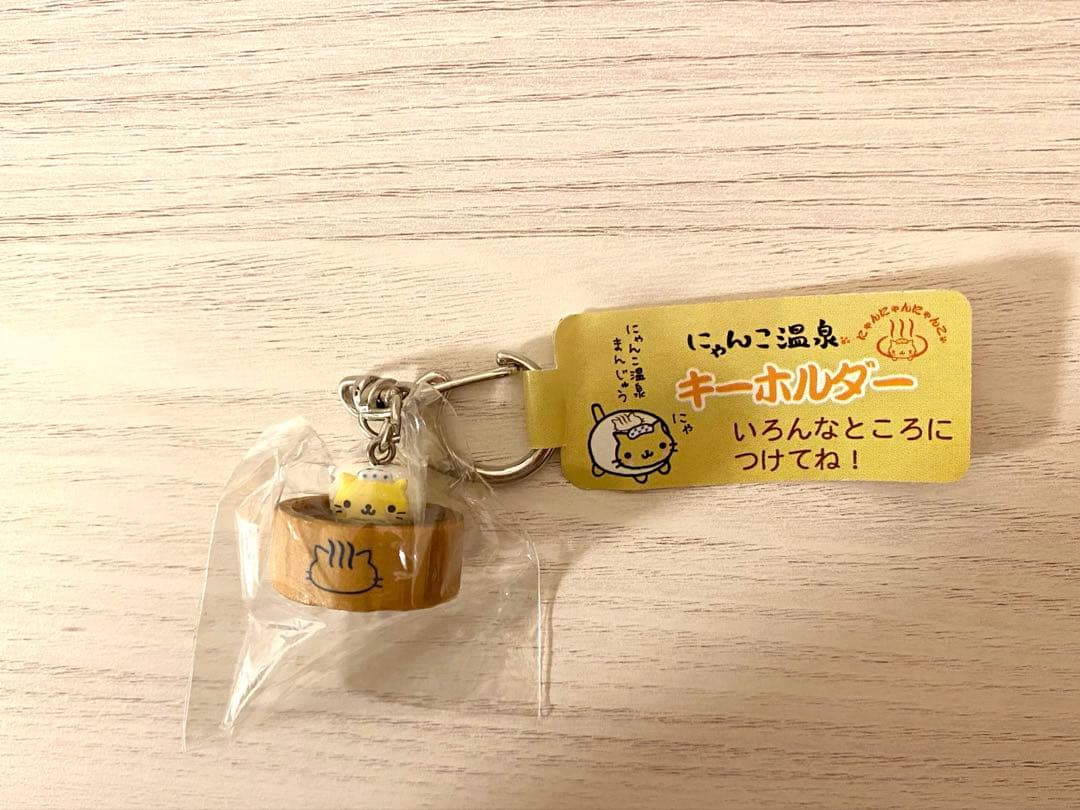 にゃんこ温泉
まんじゅう
にゃ
にゃんこ温泉
にゃんにゃんにゃんこ
キーホルダー
いろんなところに
つけてね！